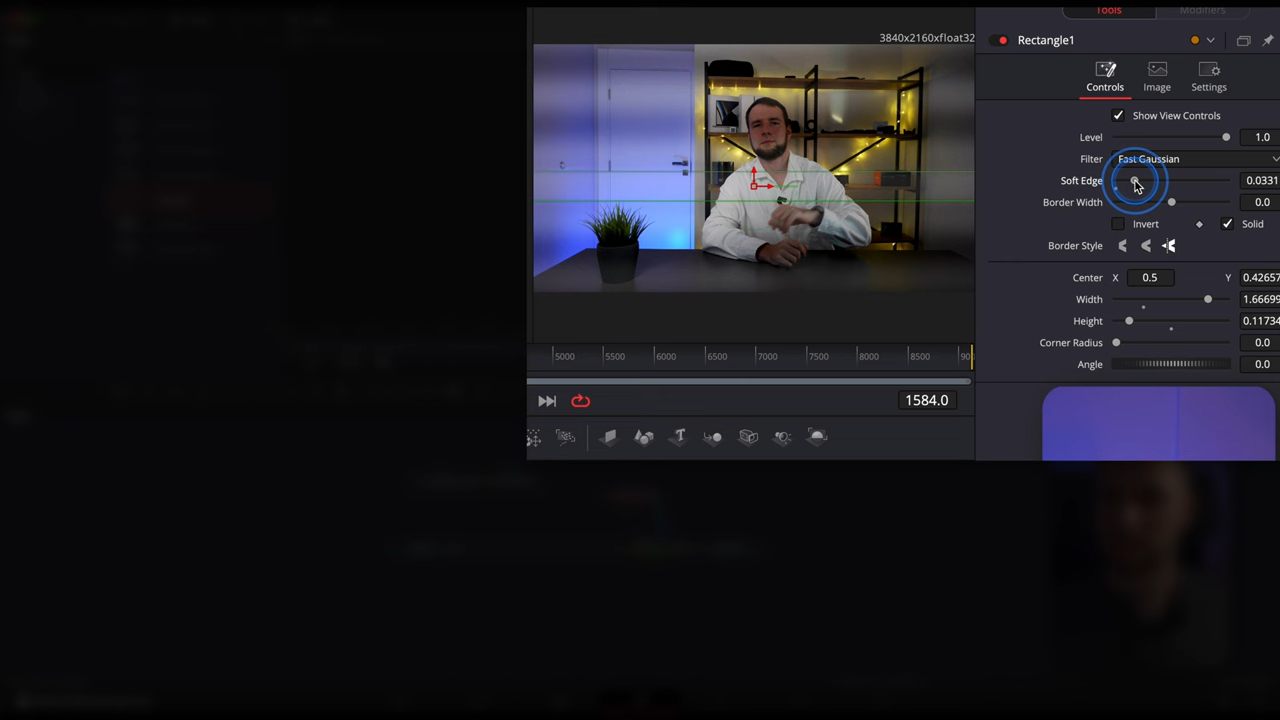 Tools Modifiers
3840x2160xfloat32
Rectangle1
Controls Image Settings
Show View Controls
Level 1.0
Filter Fast Gaussian
Soft Edge 0.0331
Border Width 0.0
Invert Solid
Border Style
Center X 0.5 Y 0.42657
Width 1.66699
Height 0.11734
Corner Radius 0.0
Angle 0.0
5000 5500 6000 6500 7000 7500 8000 8500 90
1584.0